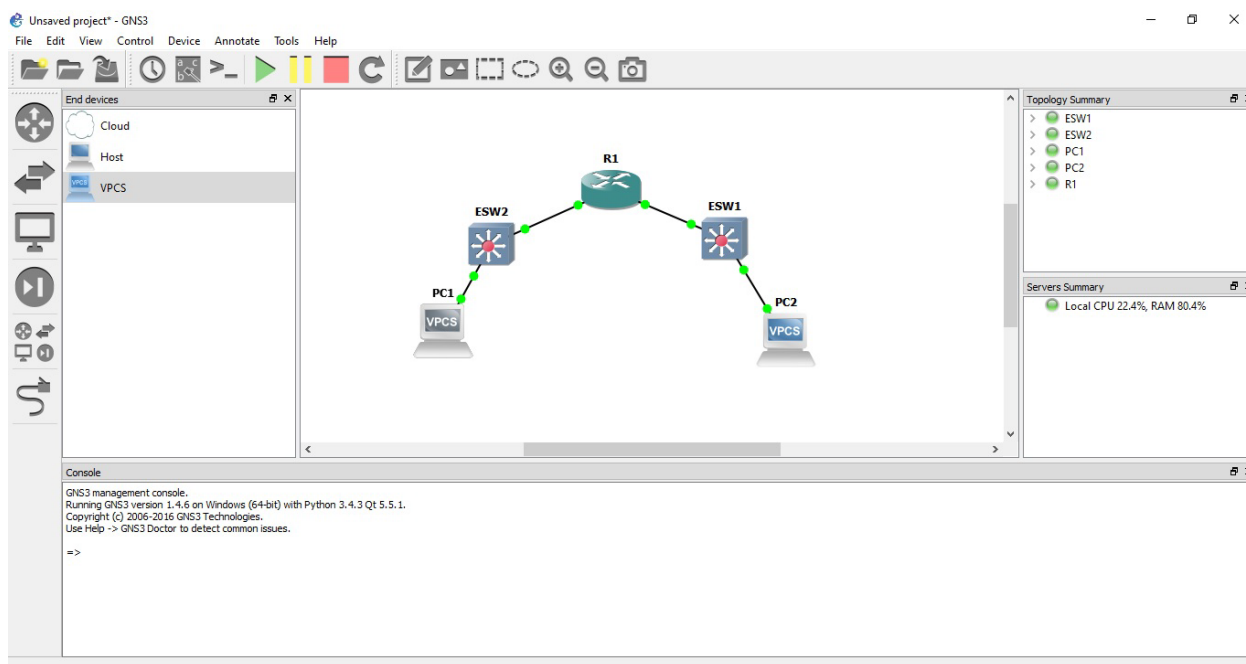 Unsaved project* - GNS3
File Edit View Control Device Annotate Tools Help
End devices
Cloud
Host
VPCS
VPCS
R1
ESW2
ESW1
PC1
VPCS
PC2
VPCS
Topology Summary
ESW1
ESW2
PC1
PC2
R1
Servers Summary
Local CPU 22.4%, RAM 80.4%
Console
GNS3 management console.
Running GNS3 version 1.4.6 on Windows (64-bit) with Python 3.4.3 Qt 5.5.1.
Copyright (c) 2006-2016 GNS3 Technologies.
Use Help -> GNS3 Doctor to detect common issues.
=>